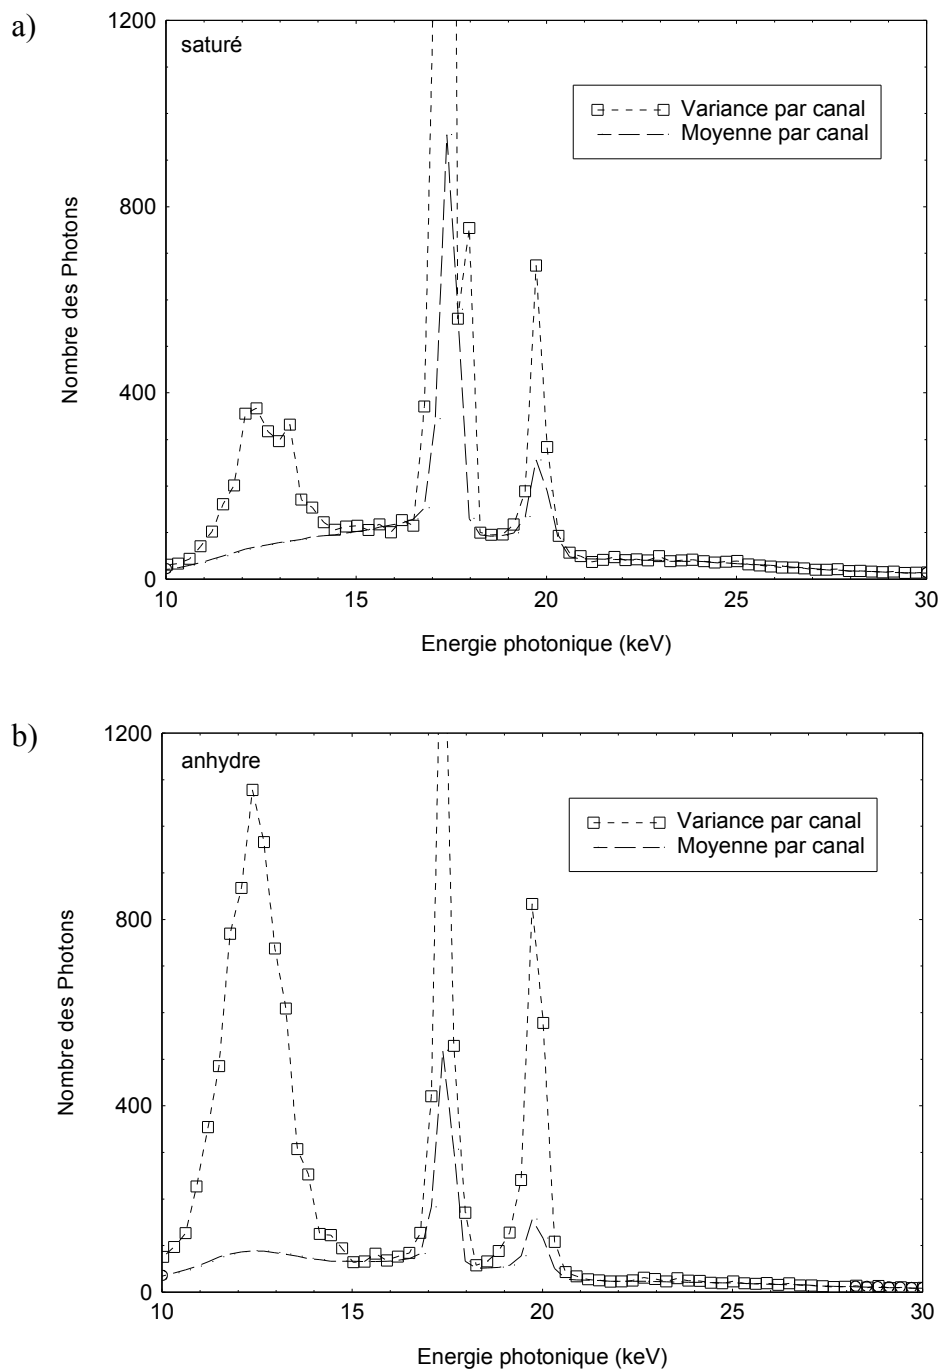 a)
saturé
1200
800
400
0
Nombre des Photons
Variance par canal
Moyenne par canal
10 15 20 25 30
Energie photonique (keV)
b)
anhydre
1200
800
400
0
Nombre des Photons
Variance par canal
Moyenne par canal
10 15 20 25 30
Energie photonique (keV)